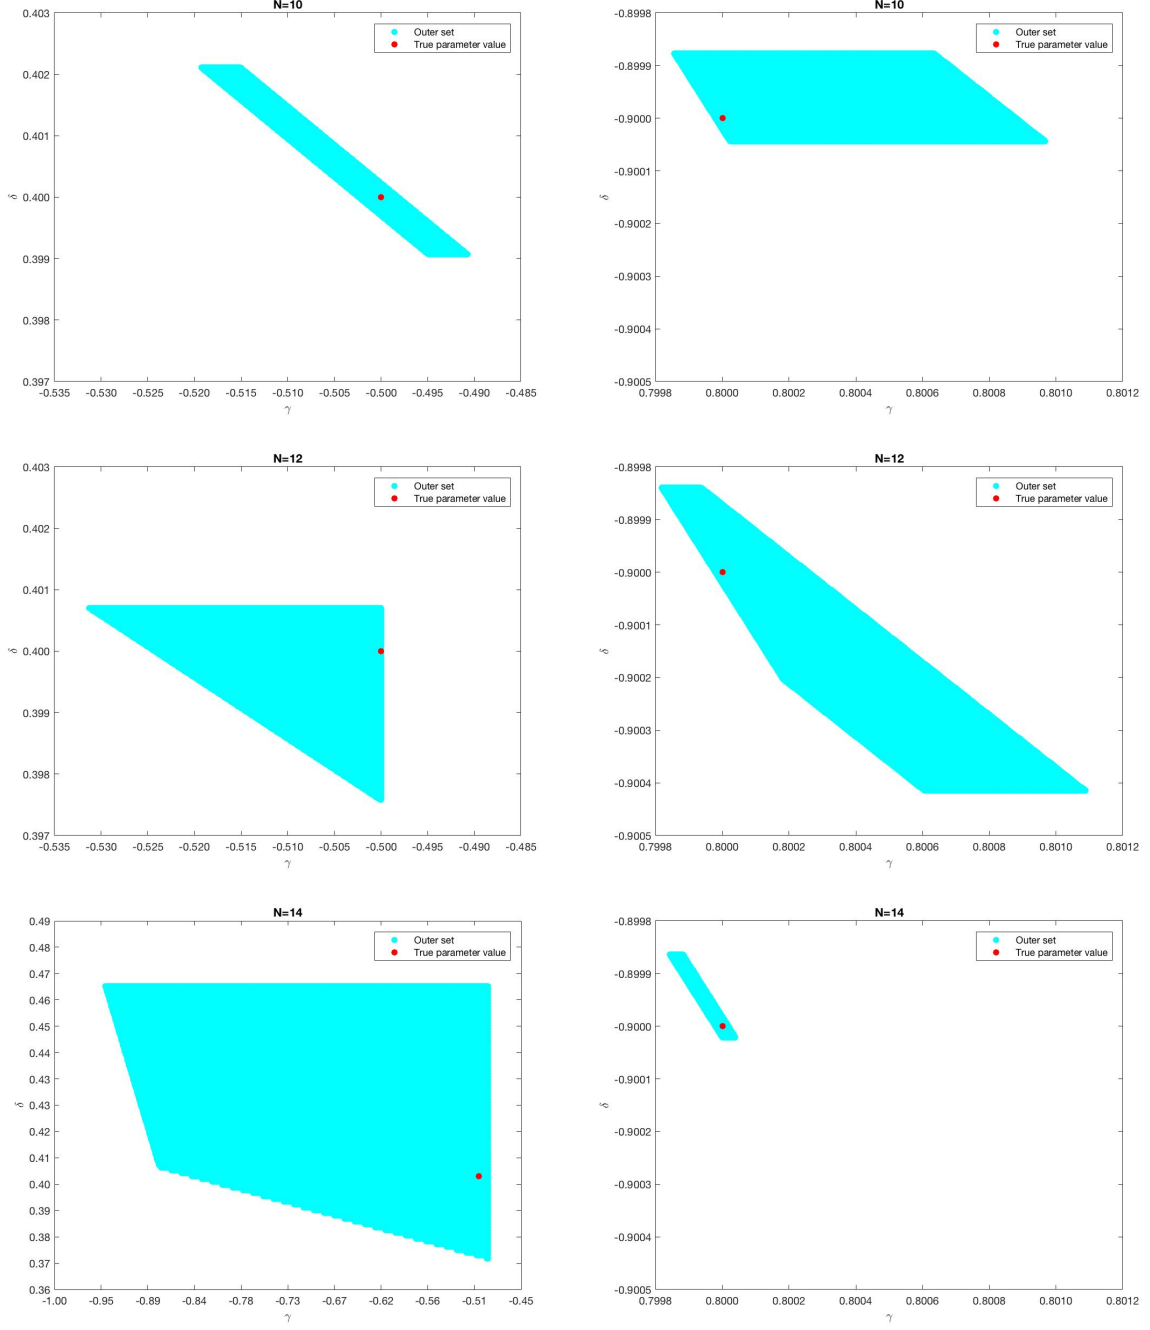 N=10
0.403
0.402
0.401
0.400
0.399
0.398
0.397
δ
-0.535 -0.530 -0.525 -0.520 -0.515 -0.510 -0.505 -0.500 -0.495 -0.490 -0.485
γ
Outer set
True parameter value
N=10
-0.8998
-0.8999
-0.9000
-0.9001
-0.9002
-0.9003
-0.9004
-0.9005
δ
0.7998 0.8000 0.8002 0.8004 0.8006 0.8008 0.8010 0.8012
γ
Outer set
True parameter value
N=12
0.403
0.402
0.401
0.400
0.399
0.398
0.397
δ
-0.535 -0.530 -0.525 -0.520 -0.515 -0.510 -0.505 -0.500 -0.495 -0.490 -0.485
γ
Outer set
True parameter value
N=12
-0.8998
-0.8999
-0.9000
-0.9001
-0.9002
-0.9003
-0.9004
-0.9005
δ
0.7998 0.8000 0.8002 0.8004 0.8006 0.8008 0.8010 0.8012
γ
Outer set
True parameter value
N=14
0.49
0.48
0.47
0.46
0.45
0.44
0.43
0.42
0.41
0.40
0.39
0.38
0.37
0.36
δ
-1.00 -0.95 -0.89 -0.84 -0.78 -0.73 -0.67 -0.62 -0.56 -0.51 -0.45
γ
Outer set
True parameter value
N=14
-0.8998
-0.8999
-0.9000
-0.9001
-0.9002
-0.9003
-0.9004
-0.9005
δ
0.7998 0.8000 0.8002 0.8004 0.8006 0.8008 0.8010 0.8012
γ
Outer set
True parameter value